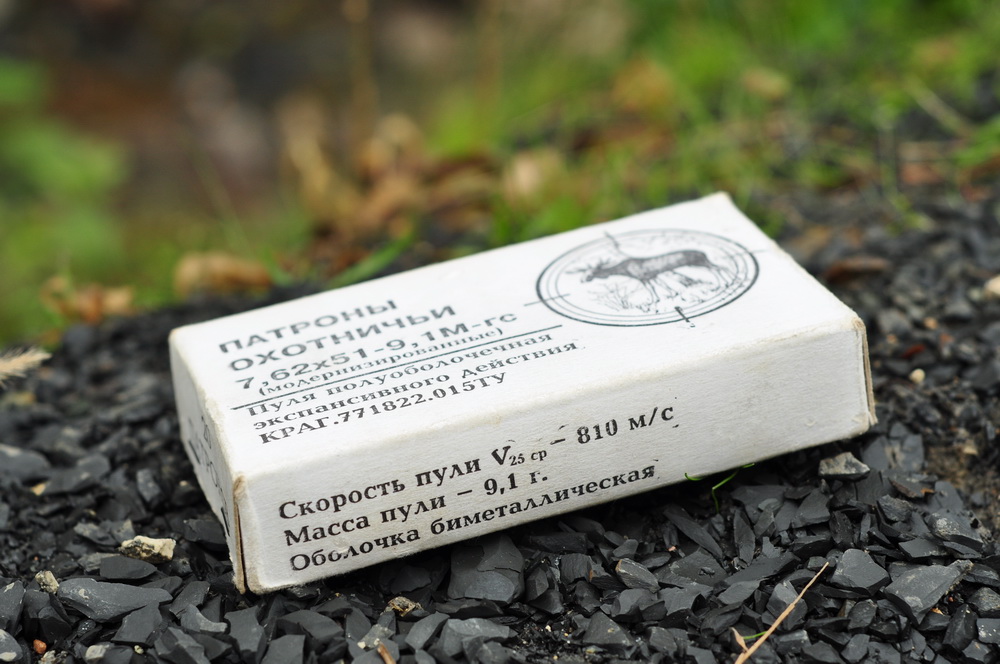 ПАТРОНЫ
ОХОТНИЧЬИ
7,62х51-9,1М-гс
(модернизированные)
Пуля полуоболочечная
экспансивного действия
КРАГ.771822.015ТУ
Скорость пули V25 ср – 810 м/с
Масса пули – 9,1 г.
Оболочка биметаллическая